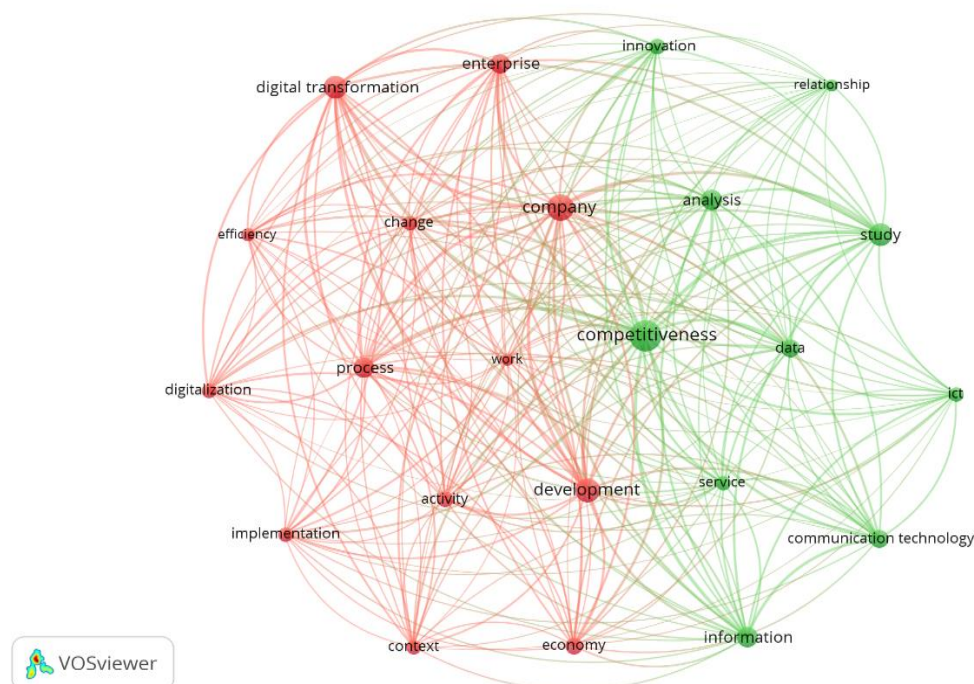 innovation
enterprise
digital transformation
relationship
company
analysis
change
efficiency
study
competitiveness
data
work
process
digitalization
ict
service
development
activity
implementation
communication technology
information
context
economy
VOSviewer